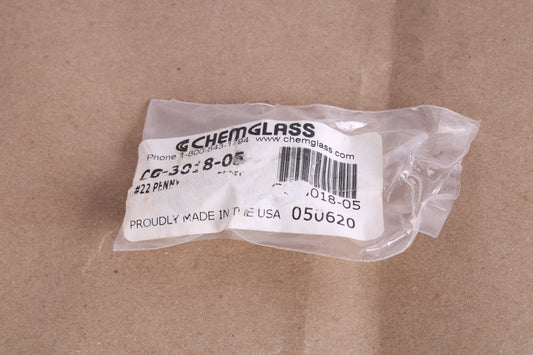 CG CHEMGLASS
Phone 1-800-843-1794 www.chemglass.com
CG-3018-05
#22 PENNY
018-05
PROUDLY MADE IN THE USA 050620